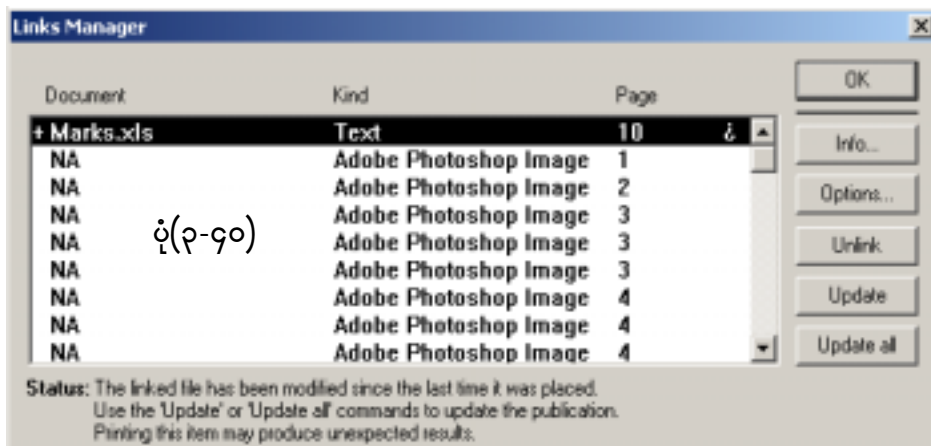 Links Manager
Document Kind Page
+ Marks.xls Text 10 ¿
NA Adobe Photoshop Image 1
NA Adobe Photoshop Image 2
NA Adobe Photoshop Image 3
NA Adobe Photoshop Image 3
NA Adobe Photoshop Image 3
NA Adobe Photoshop Image 4
NA Adobe Photoshop Image 4
NA Adobe Photoshop Image 4
ပုံ(၃-၄၀)
OK
Info...
Options...
Unlink
Update
Update all
Status: The linked file has been modified since the last time it was placed.
Use the 'Update' or 'Update all' commands to update the publication.
Printing this item may produce unexpected results.